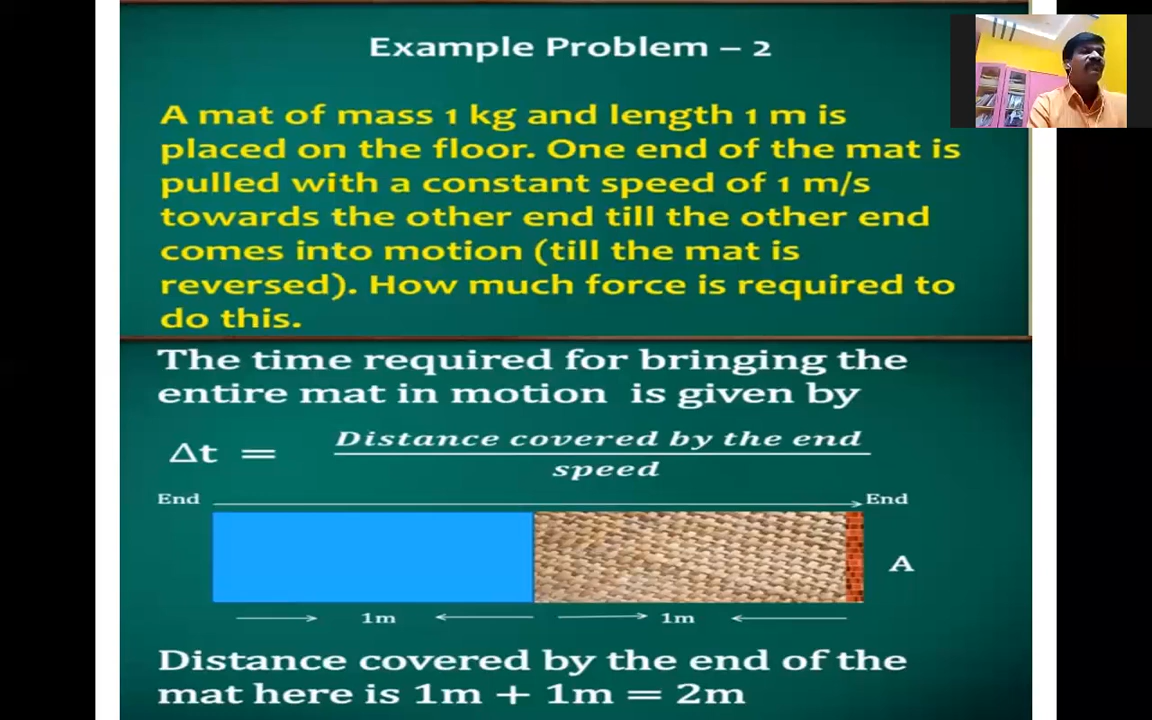 Example Problem – 2
A mat of mass 1 kg and length 1 m is
placed on the floor. One end of the mat is
pulled with a constant speed of 1 m/s
towards the other end till the other end
comes into motion (till the mat is
reversed). How much force is required to
do this.
The time required for bringing the
entire mat in motion is given by
Δt = Distance covered by the end
speed
End End
A
1m 1m
Distance covered by the end of the
mat here is 1m + 1m = 2m